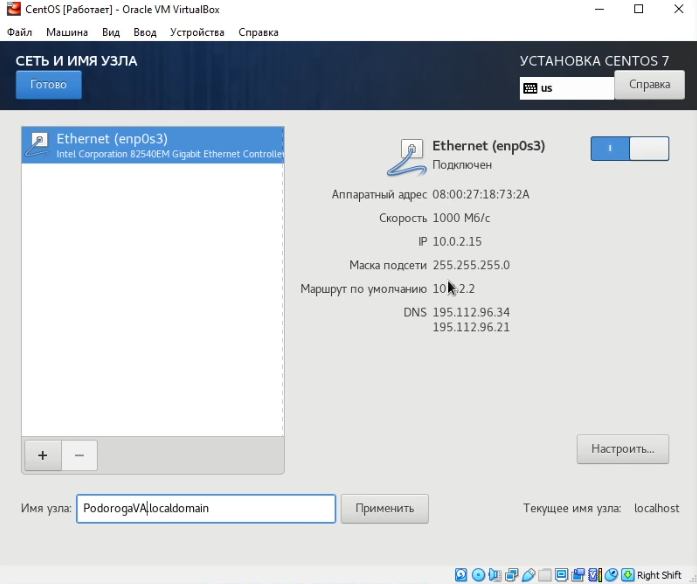 CentOS [Работает] - Oracle VM VirtualBox
Файл Машина Вид Ввод Устройства Справка
СЕТЬ И ИМЯ УЗЛА
УСТАНОВКА CENTOS 7
Готово
us
Справка
Ethernet (enp0s3)
Intel Corporation 82540EM Gigabit Ethernet Controlle
Ethernet (enp0s3)
Подключен
Аппаратный адрес 08:00:27:18:73:2A
Скорость 1000 Мб/с
IP 10.0.2.15
Маска подсети 255.255.255.0
Маршрут по умолчанию
DNS 195.112.96.34
195.112.96.21
+ −
Настроить...
Имя узла: PodorogaVA.localdomain Применить Текущее имя узла: localhost
Right Shift